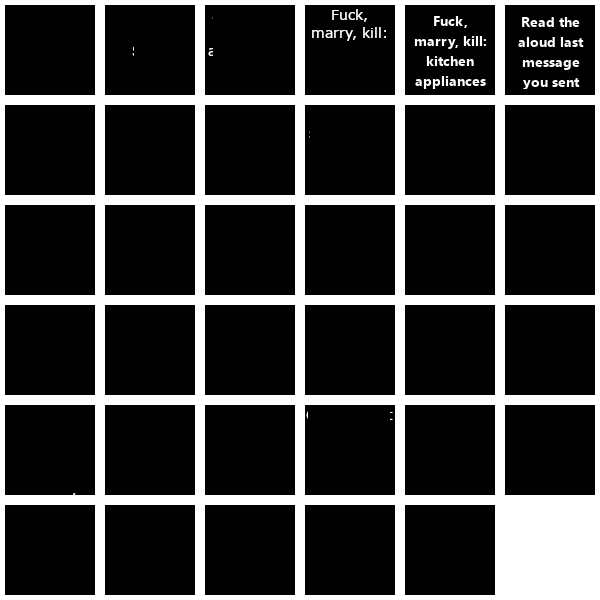 Fuck,
marry, kill:
Fuck,
marry, kill:
kitchen
appliances
Read the
aloud last
message
you sent